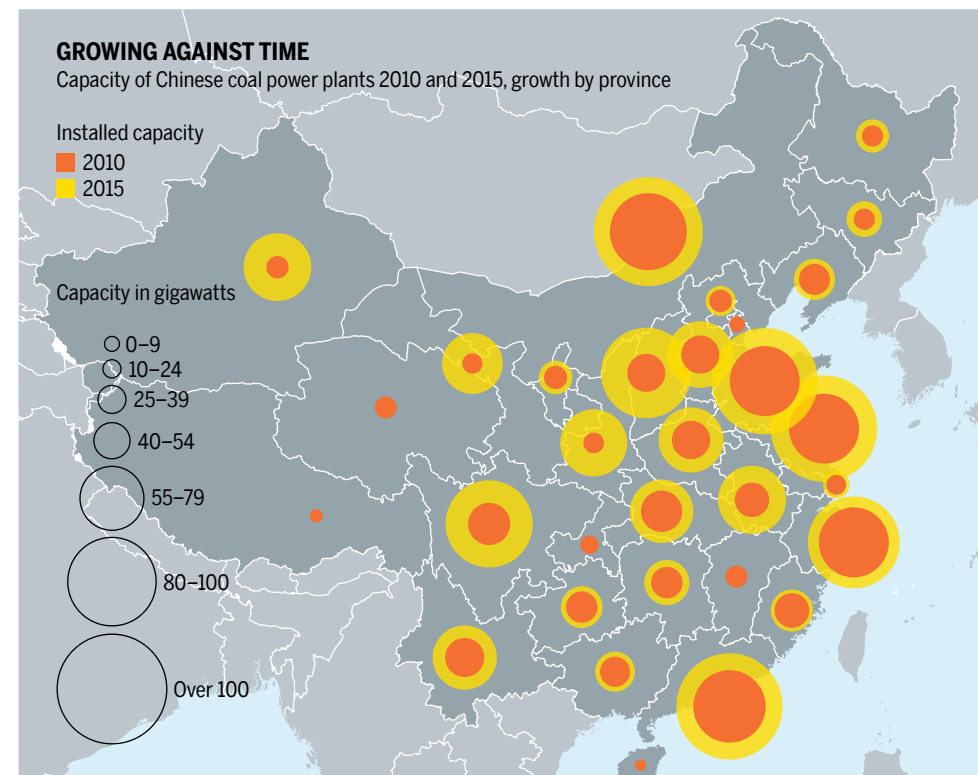 GROWING AGAINST TIME
Capacity of Chinese coal power plants 2010 and 2015, growth by province
Installed capacity
2010
2015
Capacity in gigawatts
0–9
10–24
25–39
40–54
55–79
80–100
Over 100